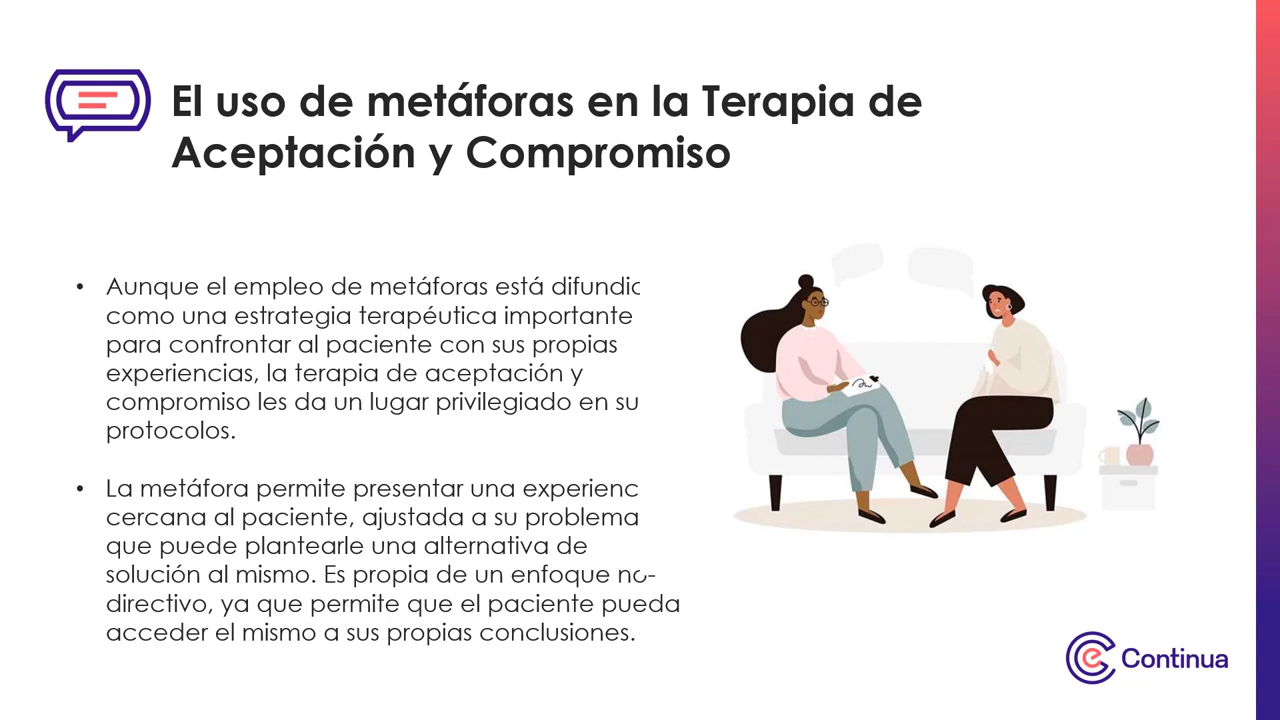 El uso de metáforas en la Terapia de
Aceptación y Compromiso
• Aunque el empleo de metáforas está
como una estrategia terapéutica importante
para confrontar al paciente con sus propias
experiencias, la terapia de aceptación y
compromiso les da un lugar privilegiado en su
protocolos.
• La metáfora permite presentar una
cercana al paciente, ajustada a su problema
que puede plantearle una alternativa de
solución al mismo. Es propia de un enfoque no-
directivo, ya que permite que el paciente pueda
acceder el mismo a sus propias conclusiones.
Continua